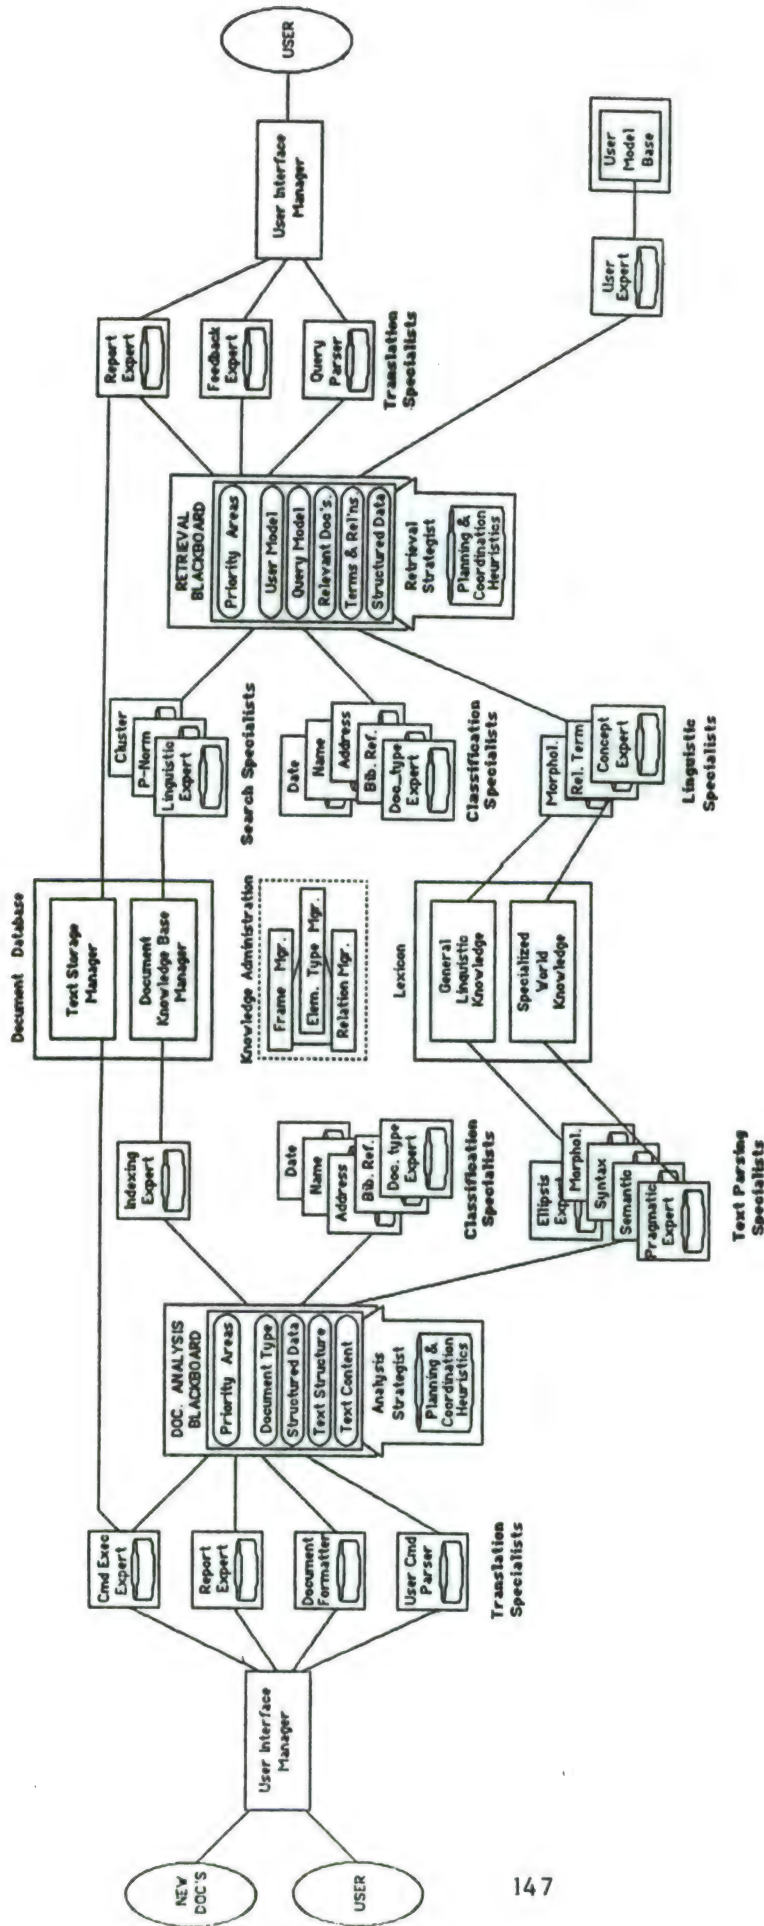 NEW
DOC'S
USER
User Interface
Manager
Cmd Exec
Expert
Report
Expert
Document
Formatter
User Cmd
Parser
Translation
Specialists
DOC. ANALYSIS
BLACKBOARD
Priority Areas
Document Type
Structured Data
Text Structure
Text Content
Analysis
Strategist
Planning &
Coordination
Heuristics
Indexing
Expert
Date
Name
Address
Bib. Ref.
Doc. type
Expert
Classification
Specialists
Ellipsis
Morphol.
Syntax
Semantic
Pragmatic
Expert
Text Parsing
Specialists
Document Database
Text Storage
Manager
Document
Knowledge Base
Manager
Knowledge Administration
Frame Mgr.
Elem. Type Mgr.
Relation Mgr.
Lexicon
General
Linguistic
Knowledge
Specialized
World
Knowledge
Cluster
P-Norm
Linguistic
Expert
Search Specialists
Date
Name
Address
Bib. Ref.
Doc_type
Expert
Classification
Specialists
Morphol.
Rel. Term
Concept
Expert
Linguistic
Specialists
RETRIEVAL
BLACKBOARD
Priority Areas
User Model
Query Model
Relevant Doc's.
Terms & Rel'ns.
Structured Data
Retrieval
Strategist
Planning &
Coordination
Heuristics
Report
Expert
Feedback
Expert
Query
Parser
Translation
Specialists
User Interface
Manager
USER
User
Expert
User
Model
Base
147